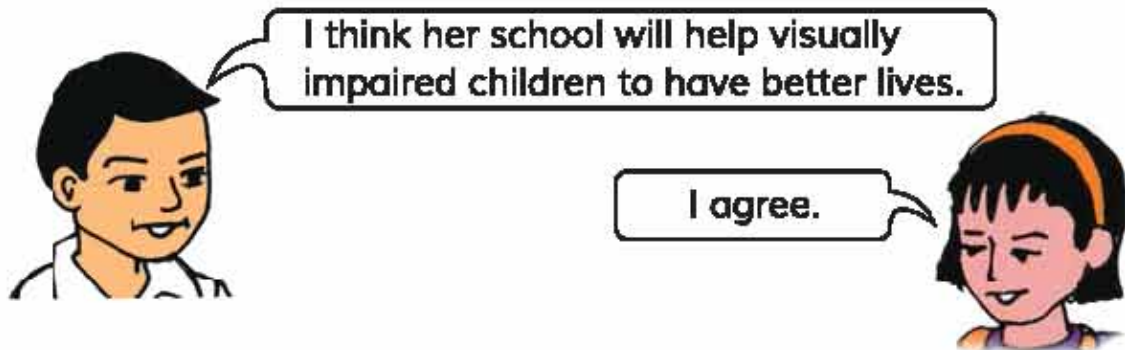 I think her school will help visually
impaired children to have better lives.
I agree.